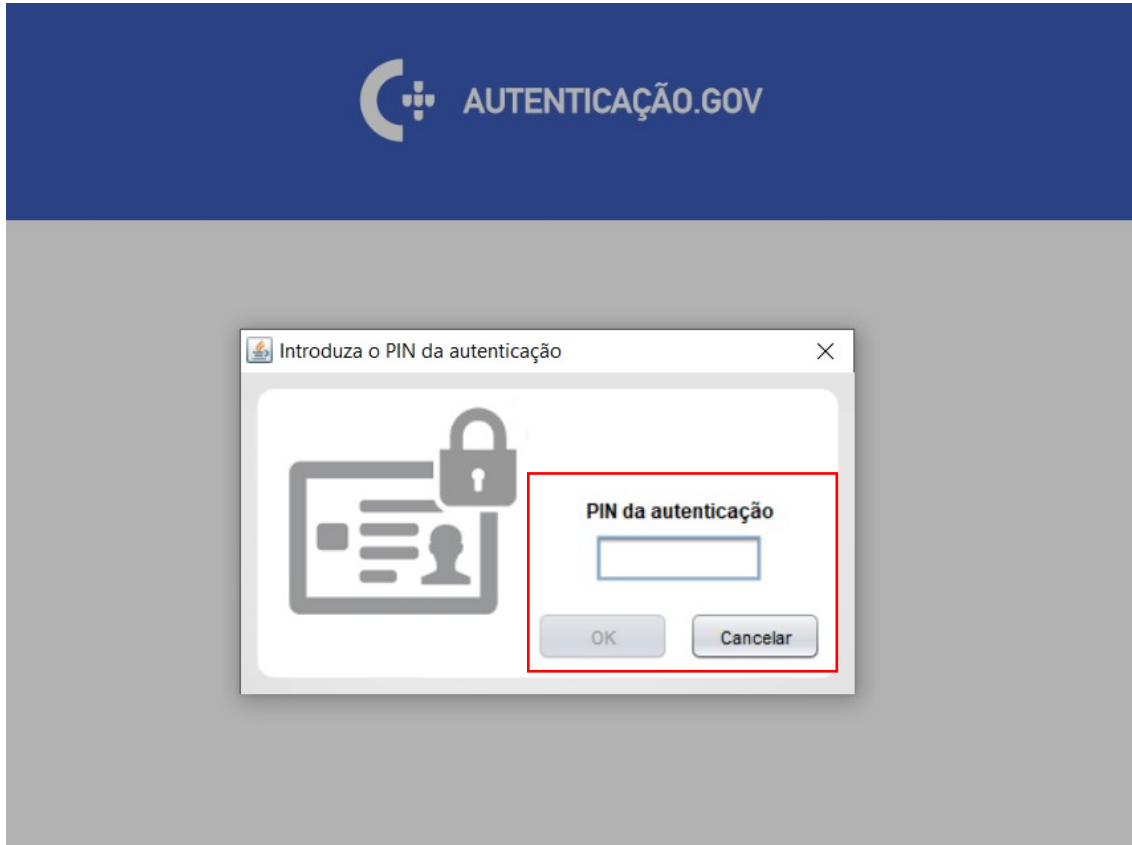 AUTENTICAÇÃO.GOV
Introduza o PIN da autenticação
PIN da autenticação
OK
Cancelar